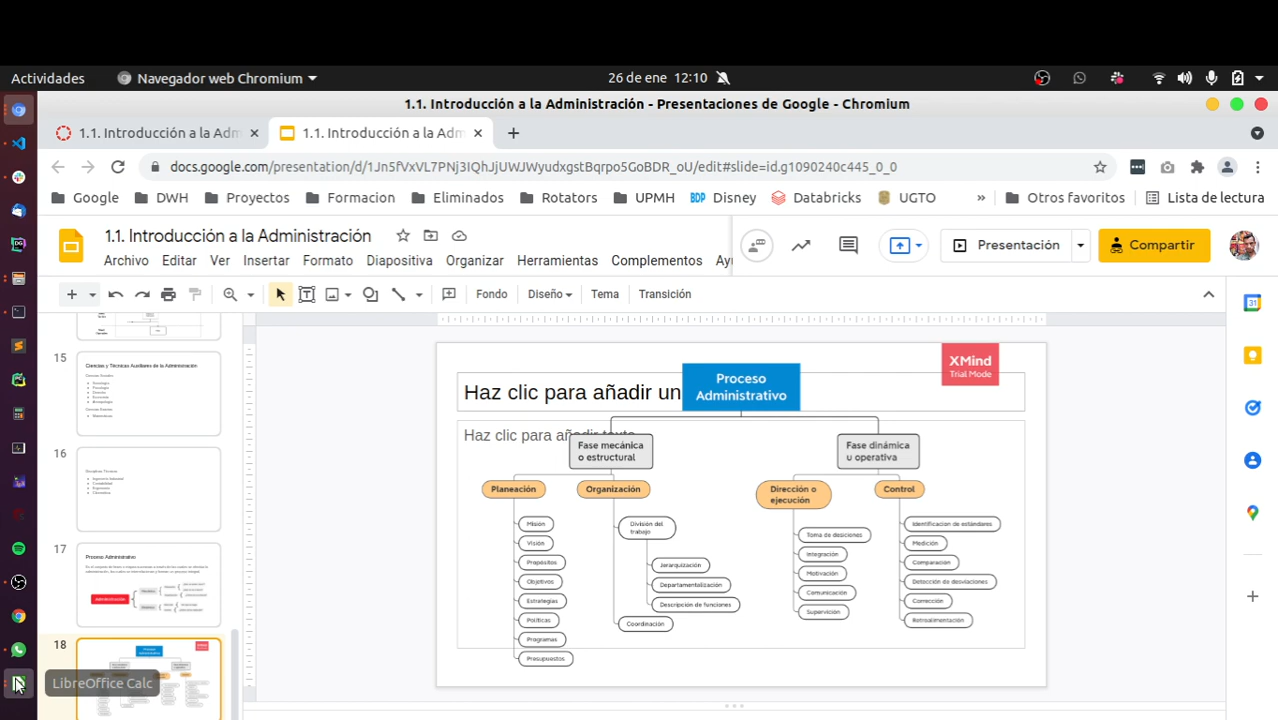 Actividades
Navegador web Chromium
26 de ene 12:10
1.1. Introducción a la Administración - Presentaciones de Google - Chromium
1.1. Introducción a la Adm
1.1. Introducción a la Adm
docs.google.com/presentation/d/1Jn5fVxVL7PNj3IQhJjUWJWyudxgstBqrpo5GoBDR_oU/edit#slide=id.g1090240c445_0_0
Google
DWH
Proyectos
Formacion
Eliminados
Rotators
UPMH
BDP Disney
Databricks
UGTO
»
Otros favoritos
Lista de lectura
1.1. Introducción a la Administración
Archivo
Editar
Ver
Insertar
Formato
Diapositiva
Organizar
Herramientas
Complementos
Ay
Presentación
Compartir
Fondo
Diseño
Tema
Transición
31
15
Ciencias y Técnicas Auxiliares de la Administración
16
17
Proceso Administrativo
18
LibreOffice Calc
XMind
Trial Mode
Proceso
Administrativo
Haz clic para añadir un
Haz clic para añadir texto
Fase mecánica
o estructural
Fase dinámica
u operativa
Planeación
Organización
Dirección o
ejecución
Control
Misión
Visión
Propósitos
Objetivos
Estrategias
Políticas
Programas
Presupuestos
División del
trabajo
Jerarquización
Departamentalización
Descripción de funciones
Coordinación
Toma de desiciones
Integración
Motivación
Comunicación
Supervición
Identificacion de estándares
Medición
Comparación
Detección de desviaciones
Corrección
Retroalimentación